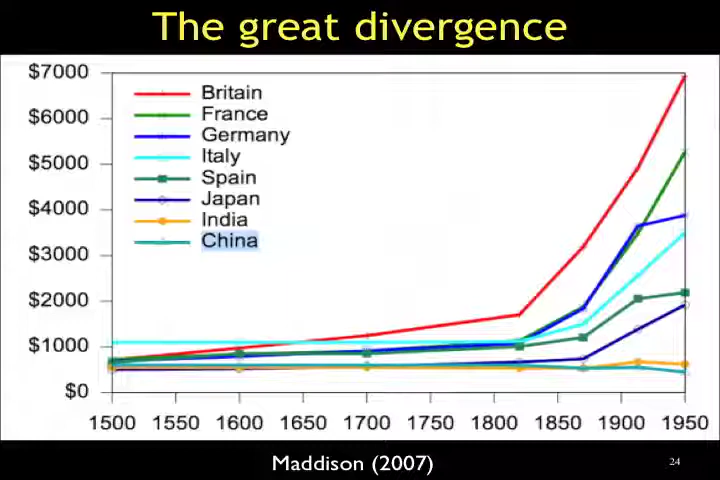 The great divergence
$7000
$6000
$5000
$4000
$3000
$2000
$1000
$0
Britain
France
Germany
Italy
Spain
Japan
India
China
1500 1550 1600 1650 1700 1750 1800 1850 1900 1950
Maddison (2007)
24